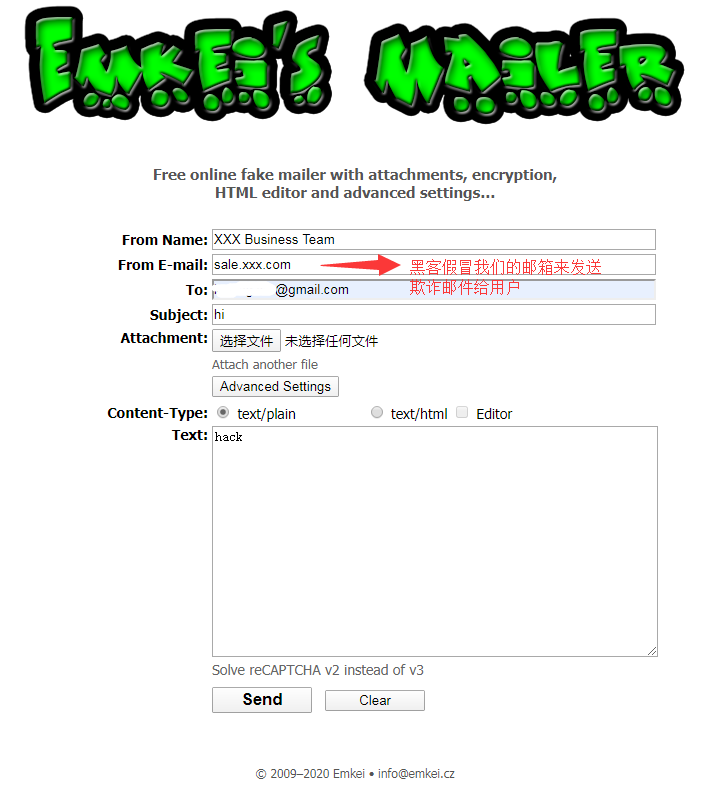 EMKEi's MAiLER
Free online fake mailer with attachments, encryption,
HTML editor and advanced settings...
From Name: XXX Business Team
From E-mail: sale.xxx.com
黑客假冒我们的邮箱来发送
欺诈邮件给用户
To: @gmail.com
Subject: hi
Attachment: 选择文件 未选择任何文件
Attach another file
Advanced Settings
Content-Type: text/plain text/html Editor
Text: hack
Solve reCAPTCHA v2 instead of v3
Send Clear
© 2009–2020 Emkei • info@emkei.cz